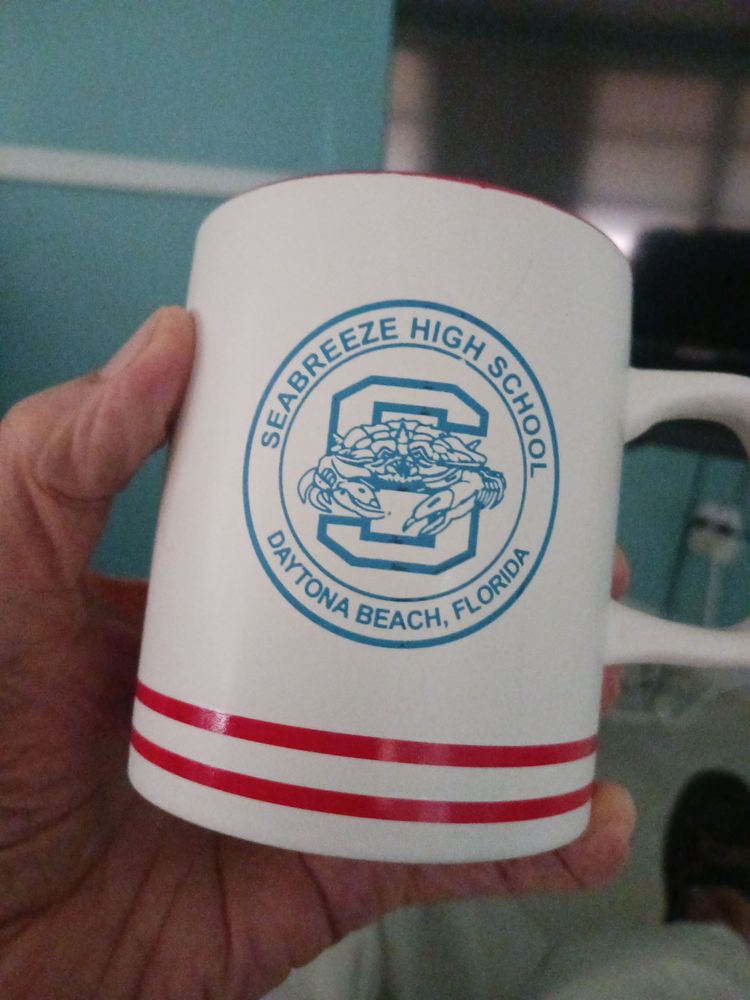 SEABREEZE HIGH SCHOOL
S
DAYTONA BEACH, FLORIDA